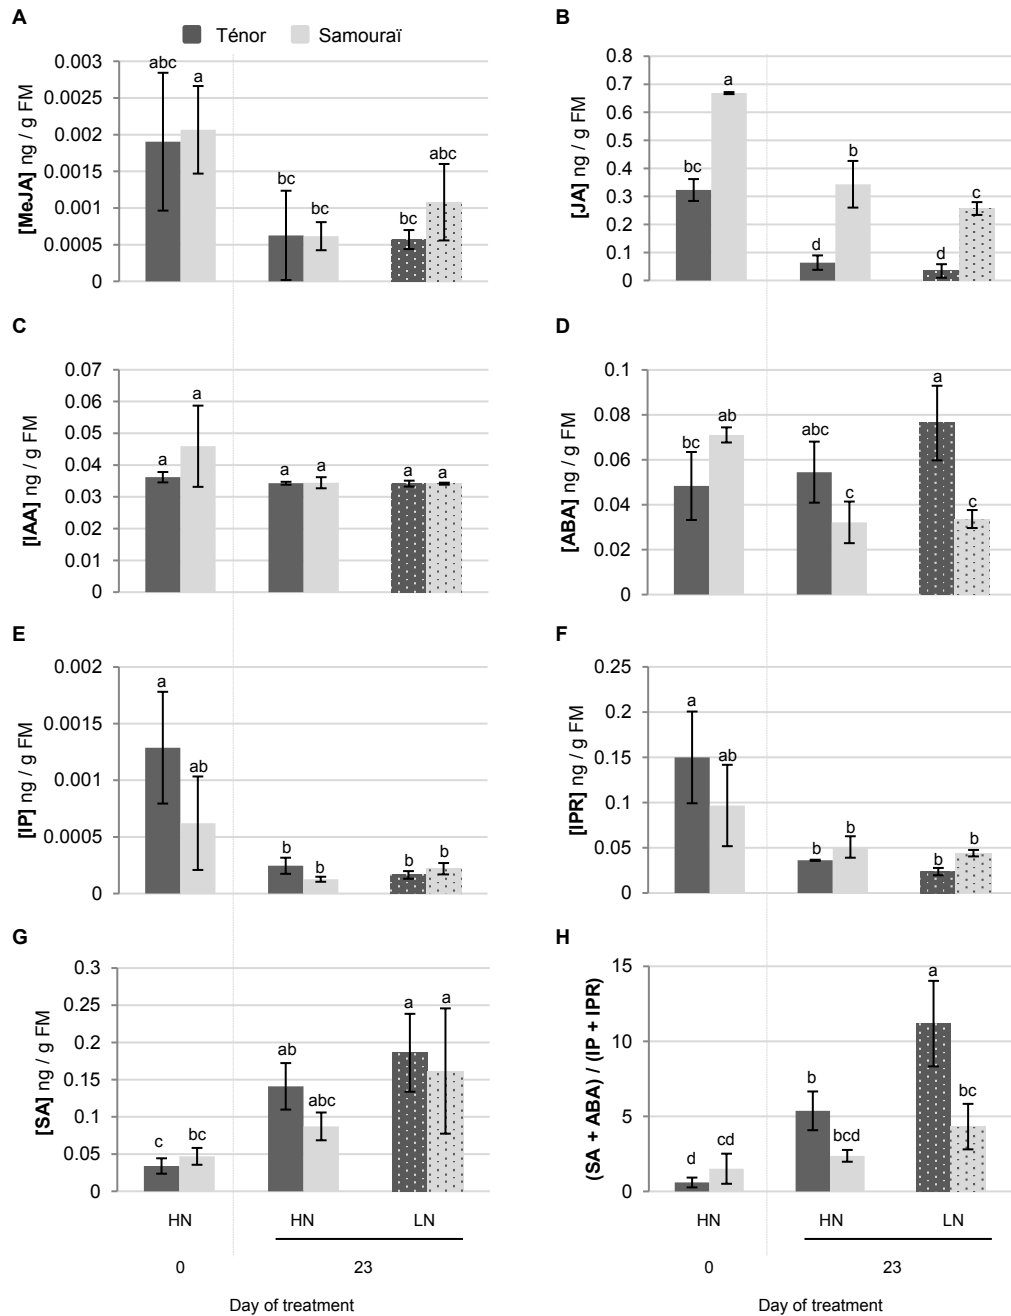 A
Ténor
Samouraï
[MeJA] ng / g FM
0.003
0.0025
0.002
0.0015
0.001
0.0005
0
abc
a
bc
bc
bc
abc
B
[JA] ng / g FM
0.8
0.7
0.6
0.5
0.4
0.3
0.2
0.1
0
bc
a
d
b
d
c
C
[IAA] ng / g FM
0.07
0.06
0.05
0.04
0.03
0.02
0.01
0
a
a
a
a
a
a
D
[ABA] ng / g FM
0.1
0.08
0.06
0.04
0.02
0
bc
ab
abc
c
a
c
E
[IP] ng / g FM
0.002
0.0015
0.001
0.0005
0
a
ab
b
b
b
b
F
[IPR] ng / g FM
0.25
0.2
0.15
0.1
0.05
0
a
ab
b
b
b
b
G
[SA] ng / g FM
0.3
0.25
0.2
0.15
0.1
0.05
0
c
bc
ab
abc
a
a
HN
HN
LN
0
23
Day of treatment
H
(SA + ABA) / (IP + IPR)
15
10
5
0
d
cd
b
bcd
a
bc
HN
HN
LN
0
23
Day of treatment